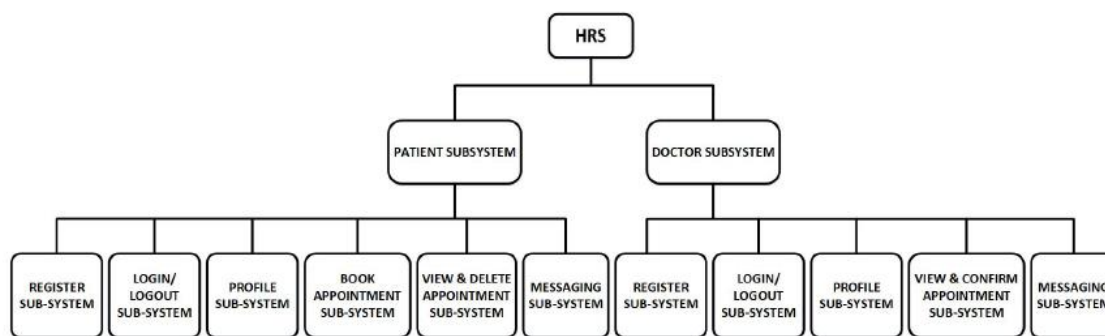 HRS
PATIENT SUBSYSTEM
DOCTOR SUBSYSTEM
REGISTER
SUB-SYSTEM
LOGIN/
LOGOUT
SUB-SYSTEM
PROFILE
SUB-SYSTEM
BOOK
APPOINTMENT
SUB-SYSTEM
VIEW & DELETE
APPOINTMENT
SUB-SYSTEM
MESSAGING
SUB-SYSTEM
REGISTER
SUB-SYSTEM
LOGIN/
LOGOUT
SUB-SYSTEM
PROFILE
SUB-SYSTEM
VIEW & CONFIRM
APPOINTMENT
SUB-SYSTEM
MESSAGING
SUB-SYSTEM